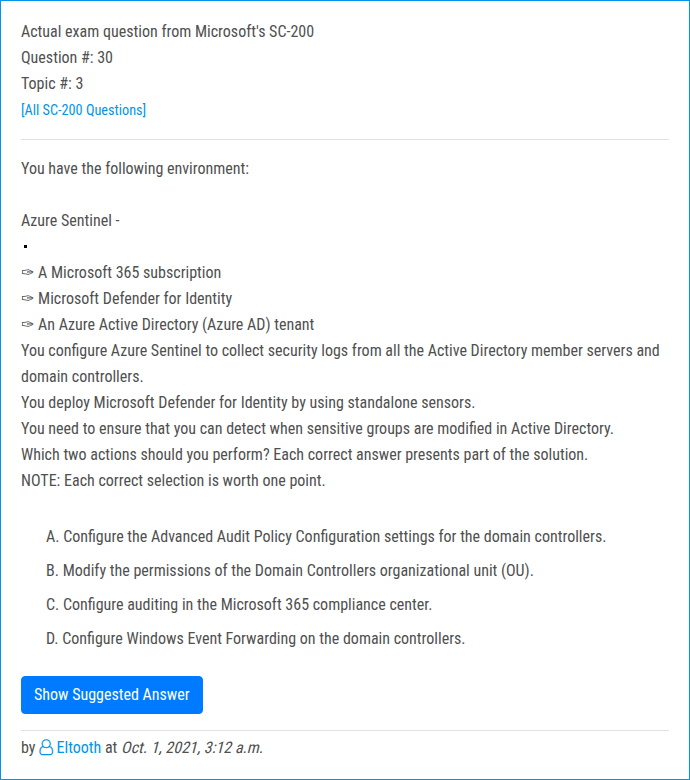 Actual exam question from Microsoft's SC-200
Question #: 30
Topic #: 3
[All SC-200 Questions]
You have the following environment:
Azure Sentinel -
▪
✑ A Microsoft 365 subscription
✑ Microsoft Defender for Identity
✑ An Azure Active Directory (Azure AD) tenant
You configure Azure Sentinel to collect security logs from all the Active Directory member servers and
domain controllers.
You deploy Microsoft Defender for Identity by using standalone sensors.
You need to ensure that you can detect when sensitive groups are modified in Active Directory.
Which two actions should you perform? Each correct answer presents part of the solution.
NOTE: Each correct selection is worth one point.
A. Configure the Advanced Audit Policy Configuration settings for the domain controllers.
B. Modify the permissions of the Domain Controllers organizational unit (OU).
C. Configure auditing in the Microsoft 365 compliance center.
D. Configure Windows Event Forwarding on the domain controllers.
Show Suggested Answer
by Eltooth at Oct. 1, 2021, 3:12 a.m.